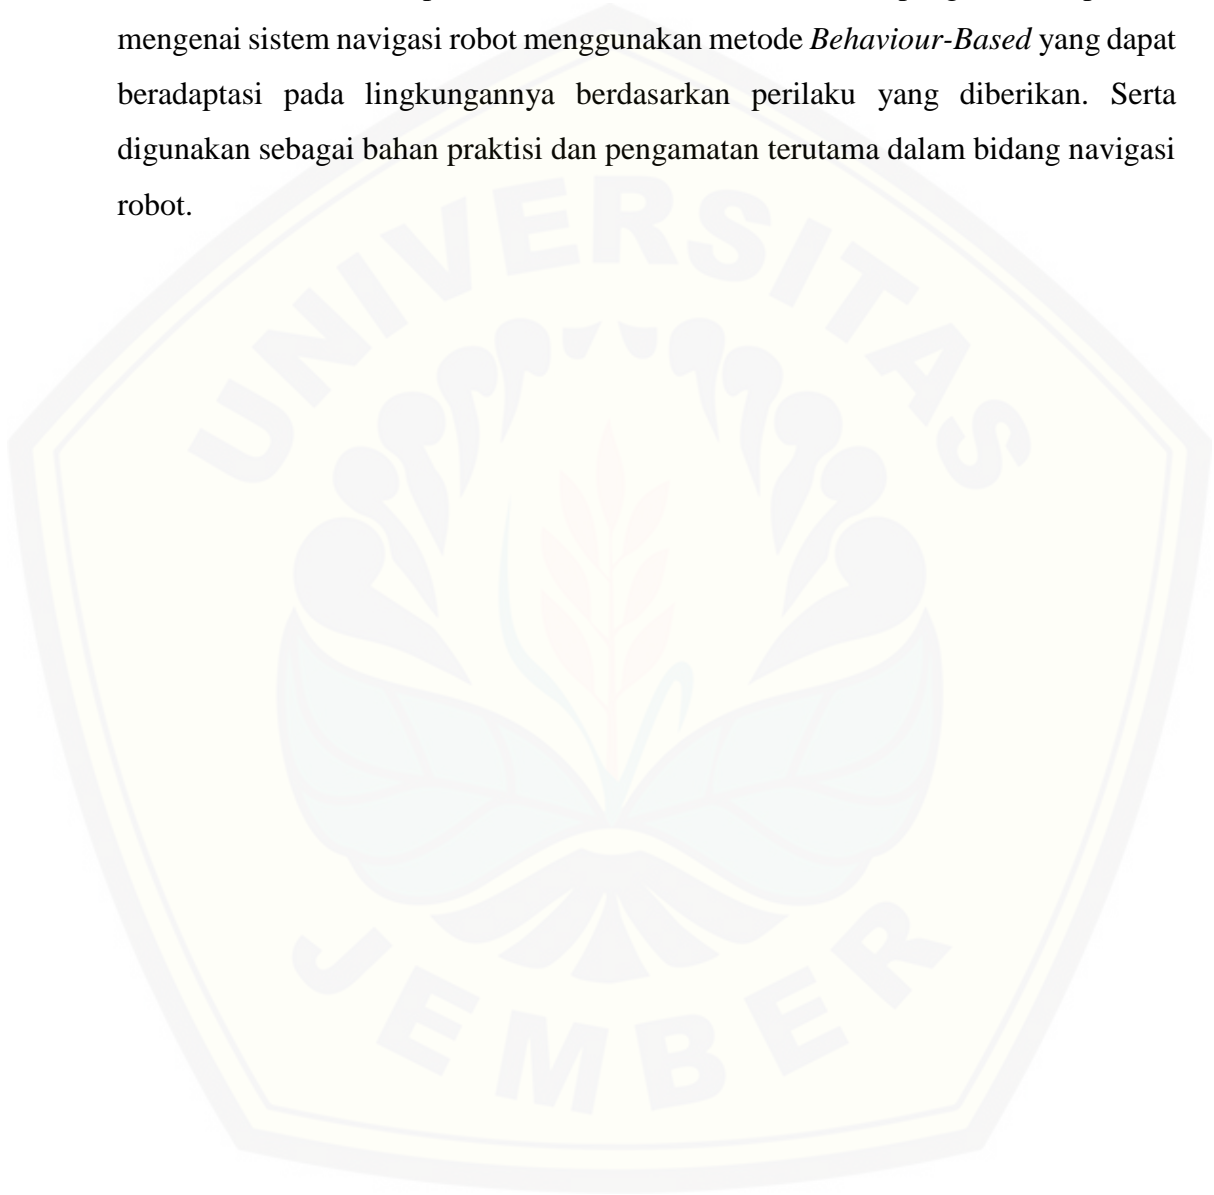 mengenai sistem navigasi robot menggunakan metode Behaviour-Based yang dapat
beradaptasi pada lingkungannya berdasarkan perilaku yang diberikan. Serta
digunakan sebagai bahan praktisi dan pengamatan terutama dalam bidang navigasi
robot.
UNIVERSITAS
JEMBER